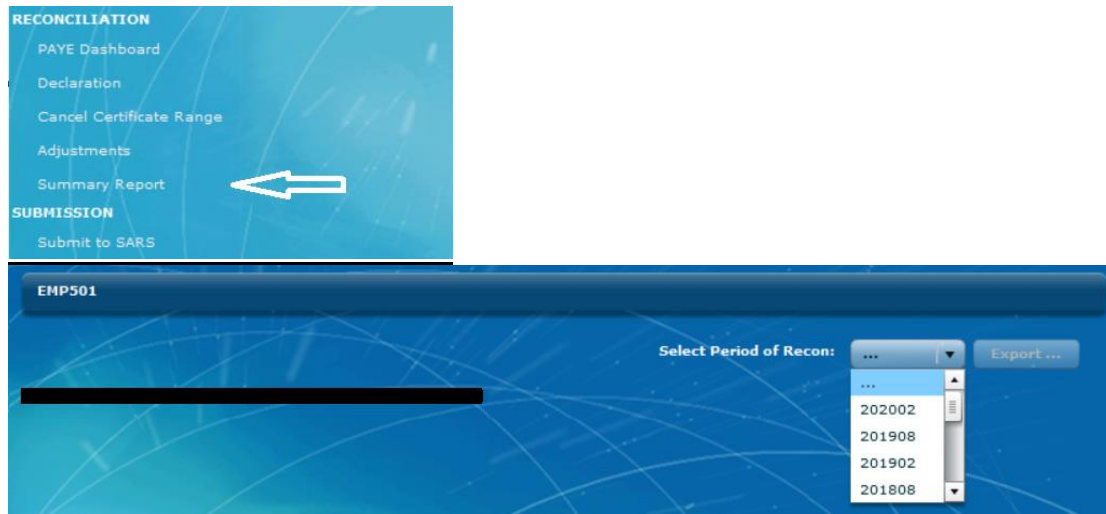 RECONCILIATION
PAYE Dashboard
Declaration
Cancel Certificate Range
Adjustments
Summary Report
SUBMISSION
Submit to SARS
EMP501
Select Period of Recon: ... Export ...
...
202002
201908
201902
201808